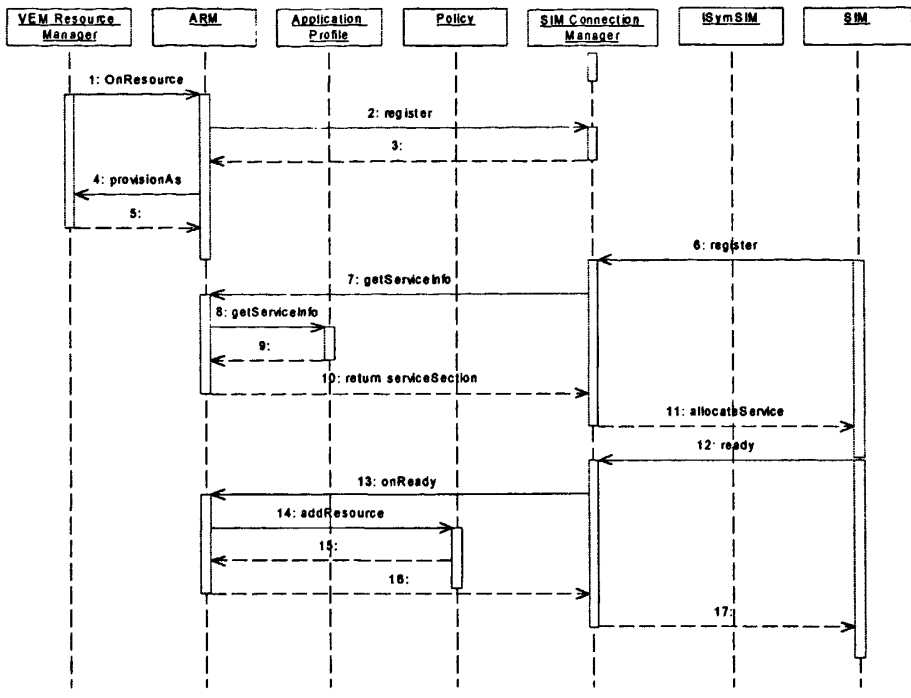 VEM Resource
Manager
ARM
Application
Profile
Policy
SIM Connection
Manager
ISymSIM
SIM
1: OnResource
2: register
3:
4: provisionAs
5:
6: register
7: getServiceInfo
8: getServiceInfo
9:
10: return serviceSection
11: allocateService
12: ready
13: onReady
14: addResource
15:
16:
17: